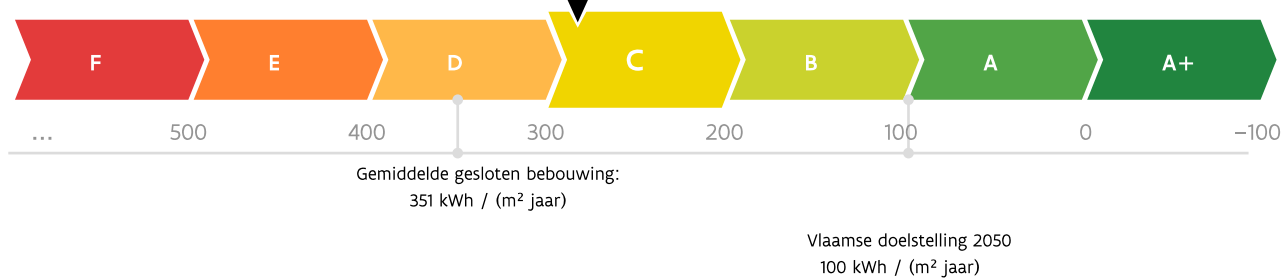 F E D C B A A+
... 500 400 300 200 100 0 −100
Gemiddelde gesloten bebouwing:
351 kWh / (m² jaar)
Vlaamse doelstelling 2050
100 kWh / (m² jaar)